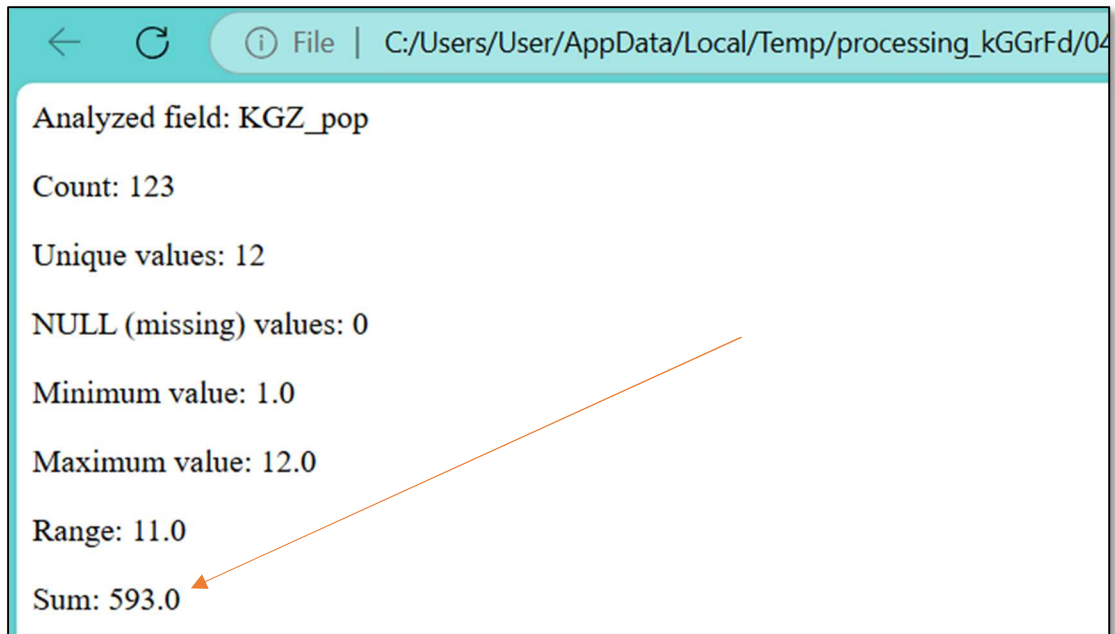 File | C:/Users/User/AppData/Local/Temp/processing_kGGrFd/04
Analyzed field: KGZ_pop
Count: 123
Unique values: 12
NULL (missing) values: 0
Minimum value: 1.0
Maximum value: 12.0
Range: 11.0
Sum: 593.0